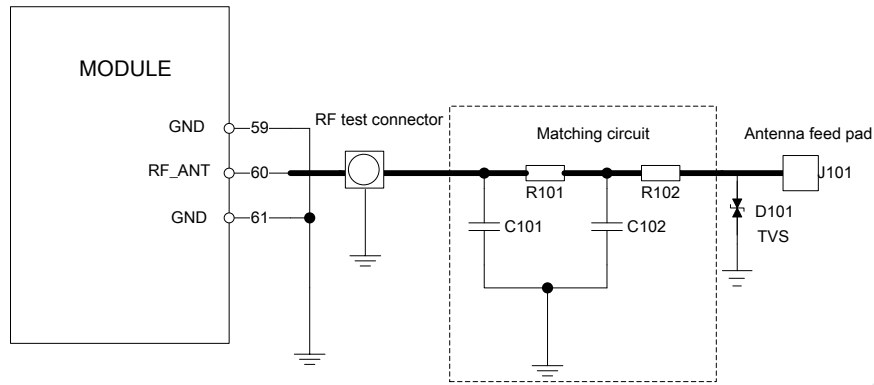 MODULE
GND
59
RF_ANT
60
GND
61
RF test connector
Matching circuit
R101
R102
C101
C102
Antenna feed pad
J101
D101
TVS